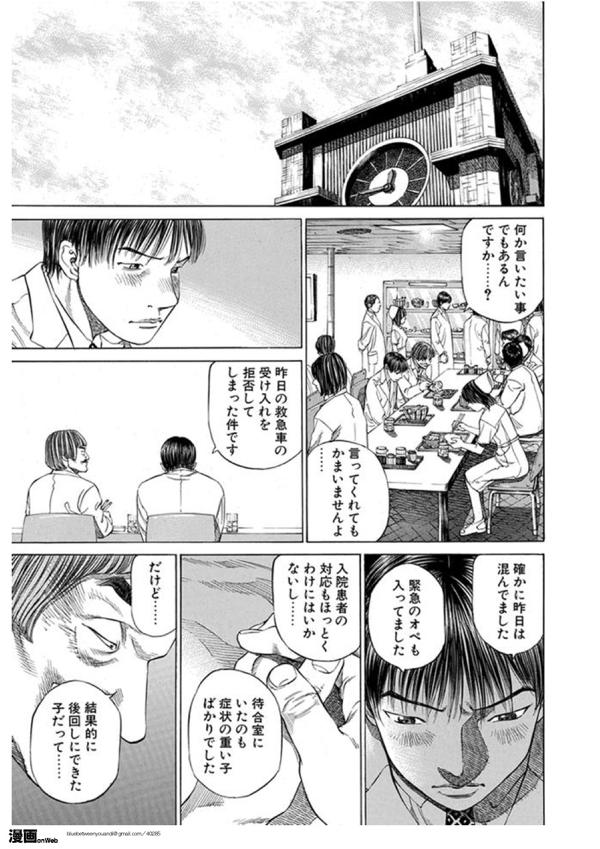 何か言いたい事
でもあるん
ですか……？
言ってくれても
かまいませんよ
……
昨日の救急車の
受け入れを
拒否して
しまった件です
確かに昨日は
混んでました
緊急のオペも
入ってました
入院患者の
対応もほっとく
わけにはいか
ないし……
待合室に
いたのも
症状の重い子
ばかりでした
だけど……
結果的に
後回しにできた
子だって……
漫画onWeb
bluebetweenyouandi@gmail.com／40285